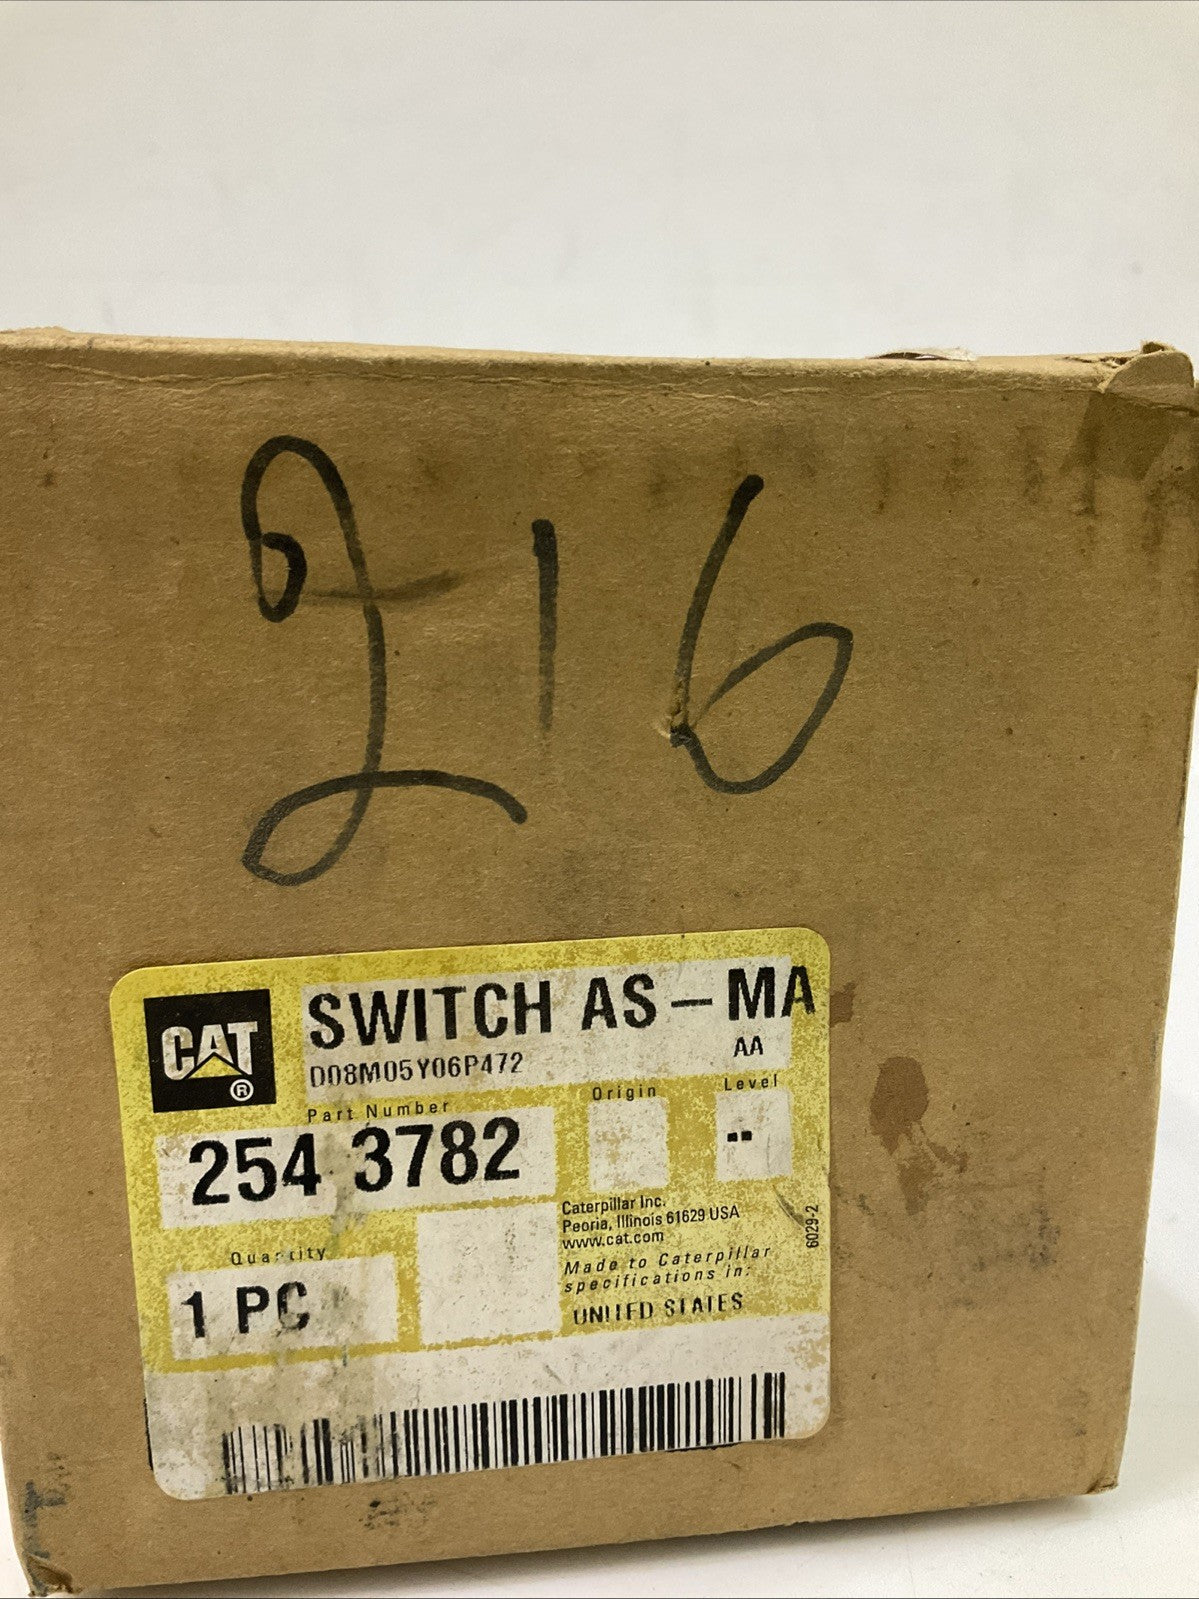 216
CAT®
SWITCH AS-MA
D08M05Y06P472
AA
Part Number
Origin
Level
254 3782
--
Caterpillar Inc.
Peoria, Illinois 61629 USA
www.cat.com
6029-2
Quantity
Made to Caterpillar
specifications in:
1 PC
UNITED STATES